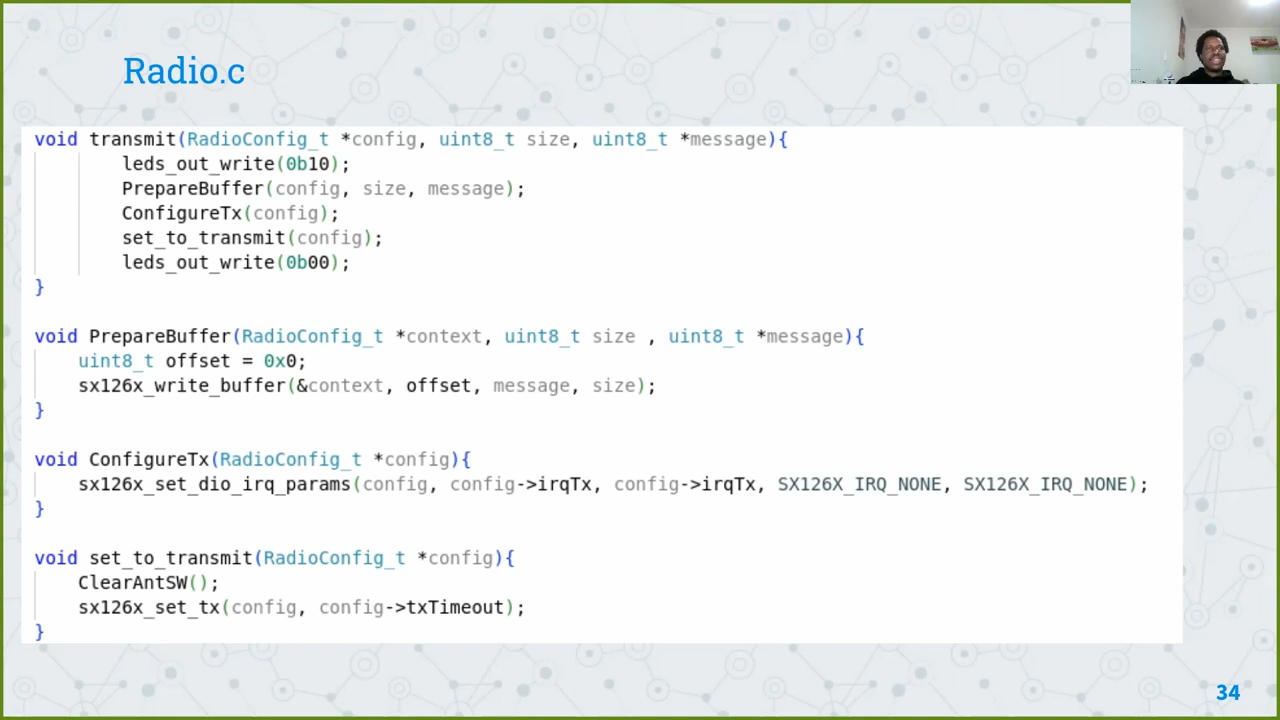 Radio.c
void transmit(RadioConfig_t *config, uint8_t size, uint8_t *message){
leds_out_write(0b10);
PrepareBuffer(config, size, message);
ConfigureTx(config);
set_to_transmit(config);
leds_out_write(0b00);
}
void PrepareBuffer(RadioConfig_t *context, uint8_t size , uint8_t *message){
uint8_t offset = 0x0;
sx126x_write_buffer(&context, offset, message, size);
}
void ConfigureTx(RadioConfig_t *config){
sx126x_set_dio_irq_params(config, config->irqTx, config->irqTx, SX126X_IRQ_NONE, SX126X_IRQ_NONE);
}
void set_to_transmit(RadioConfig_t *config){
ClearAntSW();
sx126x_set_tx(config, config->txTimeout);
}
34